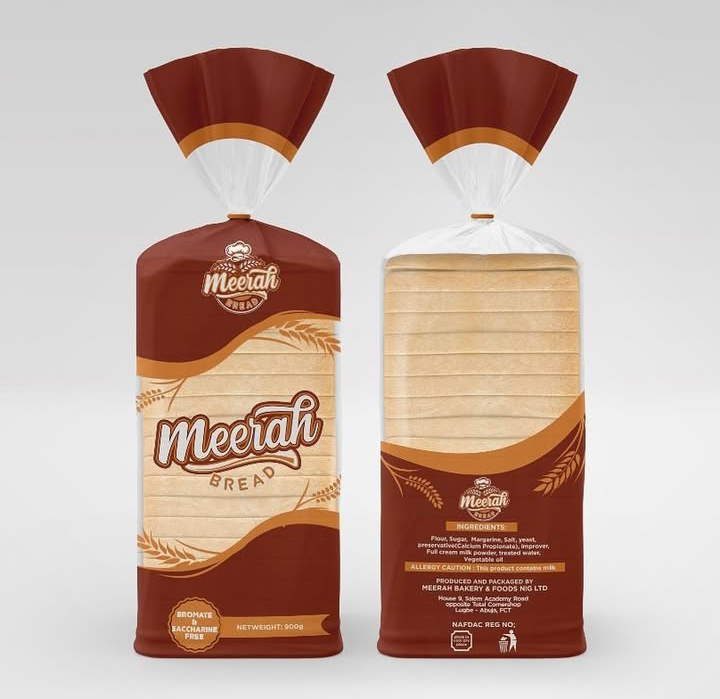 Meerah
BREAD
Meerah
BREAD
BROMATE
&
SACCHARINE
FREE
NETWEIGHT: 900g
Meerah
BREAD
INGREDIENTS:
Flour, Sugar, Margarine, Salt, yeast,
preservative(Calcium Propionate), improver,
Full cream milk powder, treated water,
Vegetable oil
ALLERGY CAUTION : This product contains milk
PRODUCED AND PACKAGED BY
MEERAH BAKERY & FOODS NIG LTD
House 9, Salem Academy Road
opposite Total Cornershop
Lugbe - Abuja, FCT
NAFDAC REG NO;